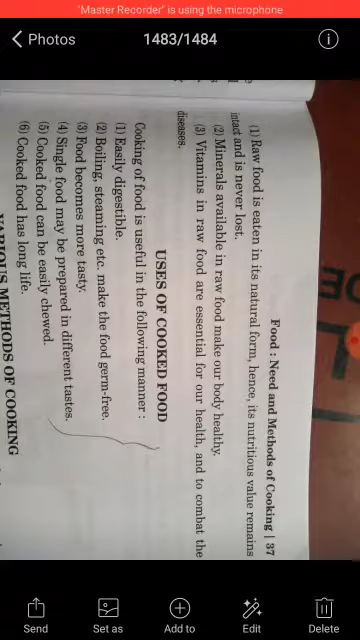 "Master Recorder" is using the microphone
Photos
1483/1484
Food : Need and Methods of Cooking | 37
(1) Raw food is eaten in its natural form, hence, its nutritious value remains
intact and is never lost.
(2) Minerals available in raw food make our body healthy.
(3) Vitamins in raw food are essential for our health, and to combat the
diseases.
USES OF COOKED FOOD
Cooking of food is useful in the following manner :
(1) Easily digestible.
(2) Boiling, steaming etc. make the food germ-free.
(3) Food becomes more tasty.
(4) Single food may be prepared in different tastes.
(5) Cooked food can be easily chewed.
(6) Cooked food has long life.
VARIOUS METHODS OF COOKING
Send
Set as
Add to
Edit
Delete